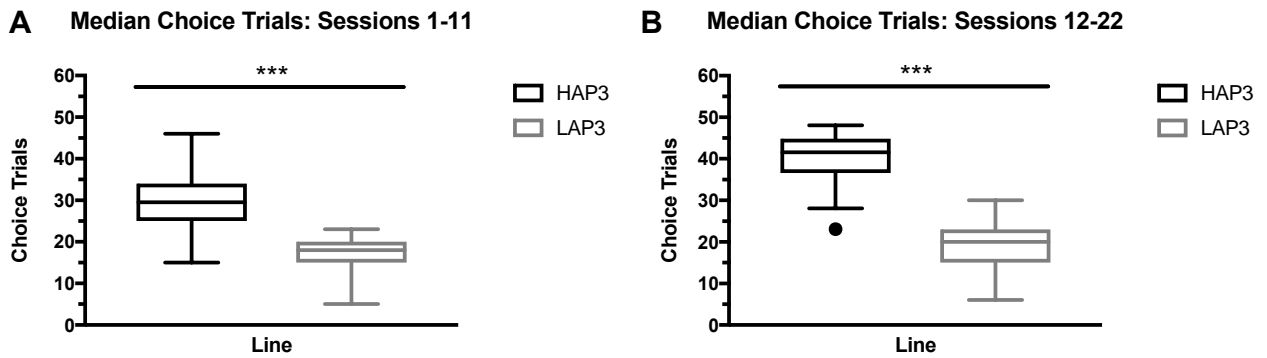 A Median Choice Trials: Sessions 1-11
***
60
50
40
30
20
10
0
Choice Trials
Line
HAP3
LAP3
B Median Choice Trials: Sessions 12-22
***
60
50
40
30
20
10
0
Choice Trials
Line
HAP3
LAP3